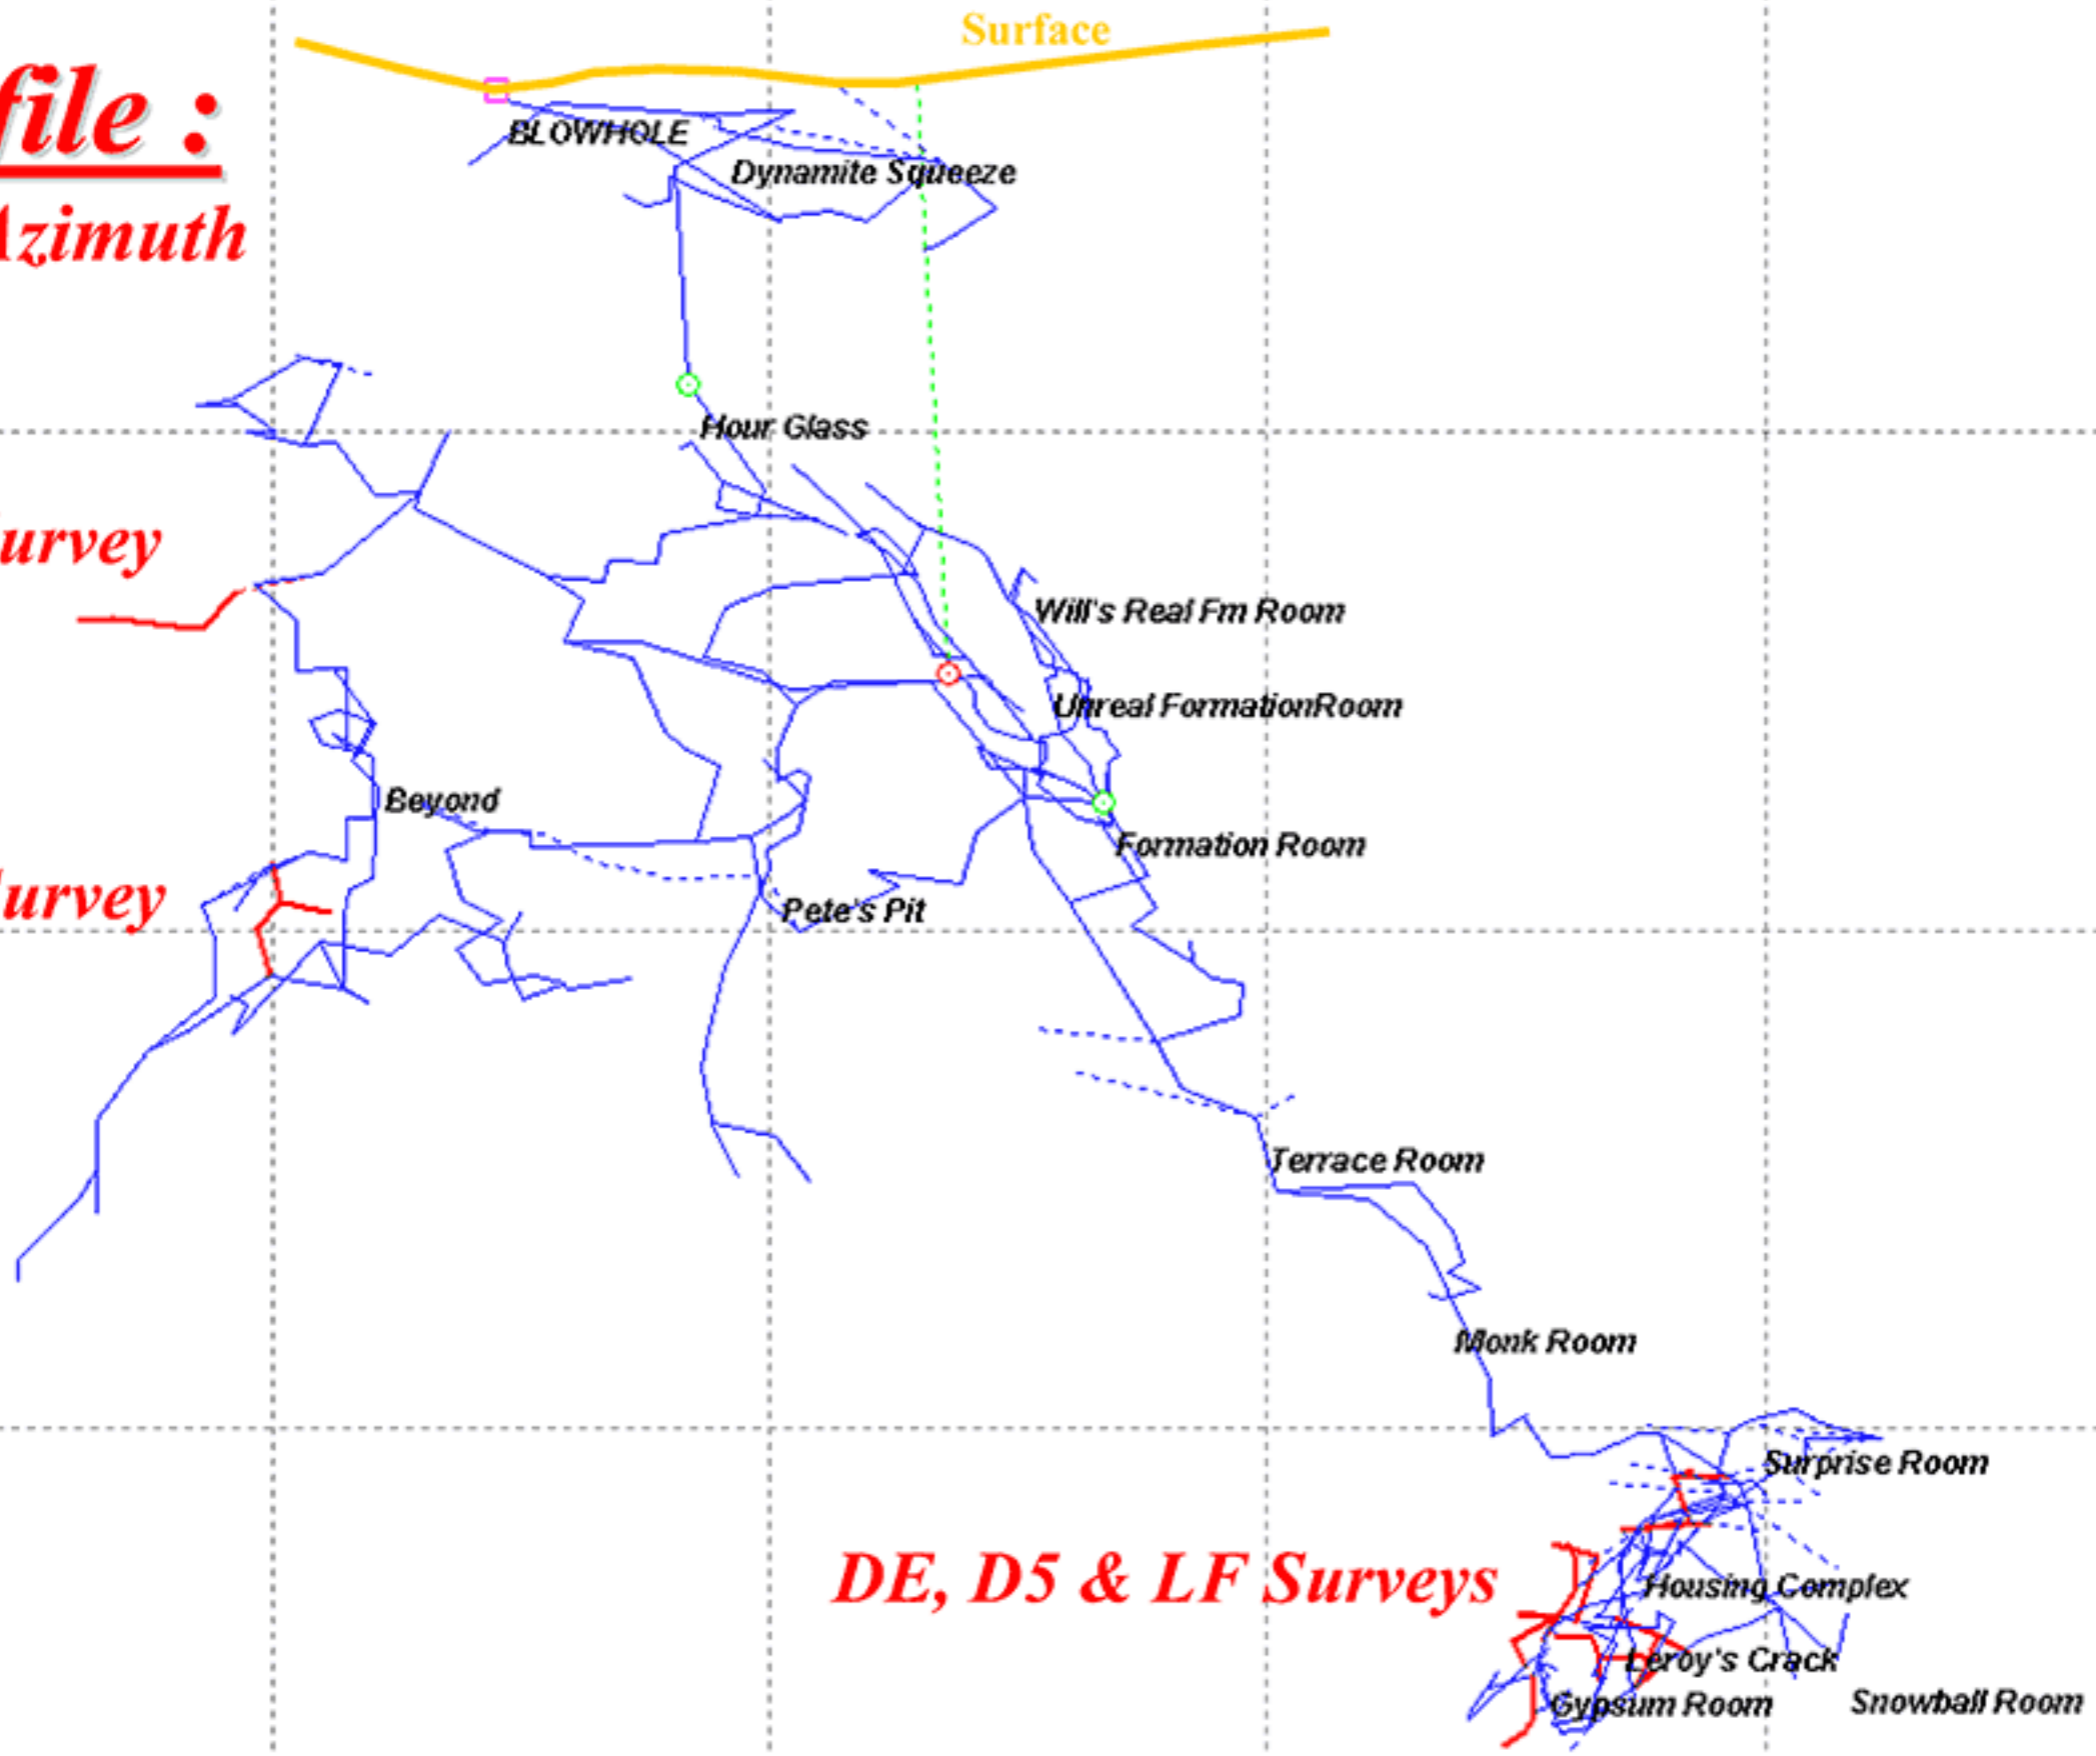 Surface
file :
BLOWHOLE
Dynamite Squeeze
Azimuth
Hour Glass
urvey
Will's Real Fm Room
Unreal FormationRoom
Beyond
Formation Room
urvey
Pete's Pit
Terrace Room
Monk Room
Surprise Room
DE, D5 & LF Surveys
Housing Complex
Leroy's Crack
Gypsum Room
Snowball Room